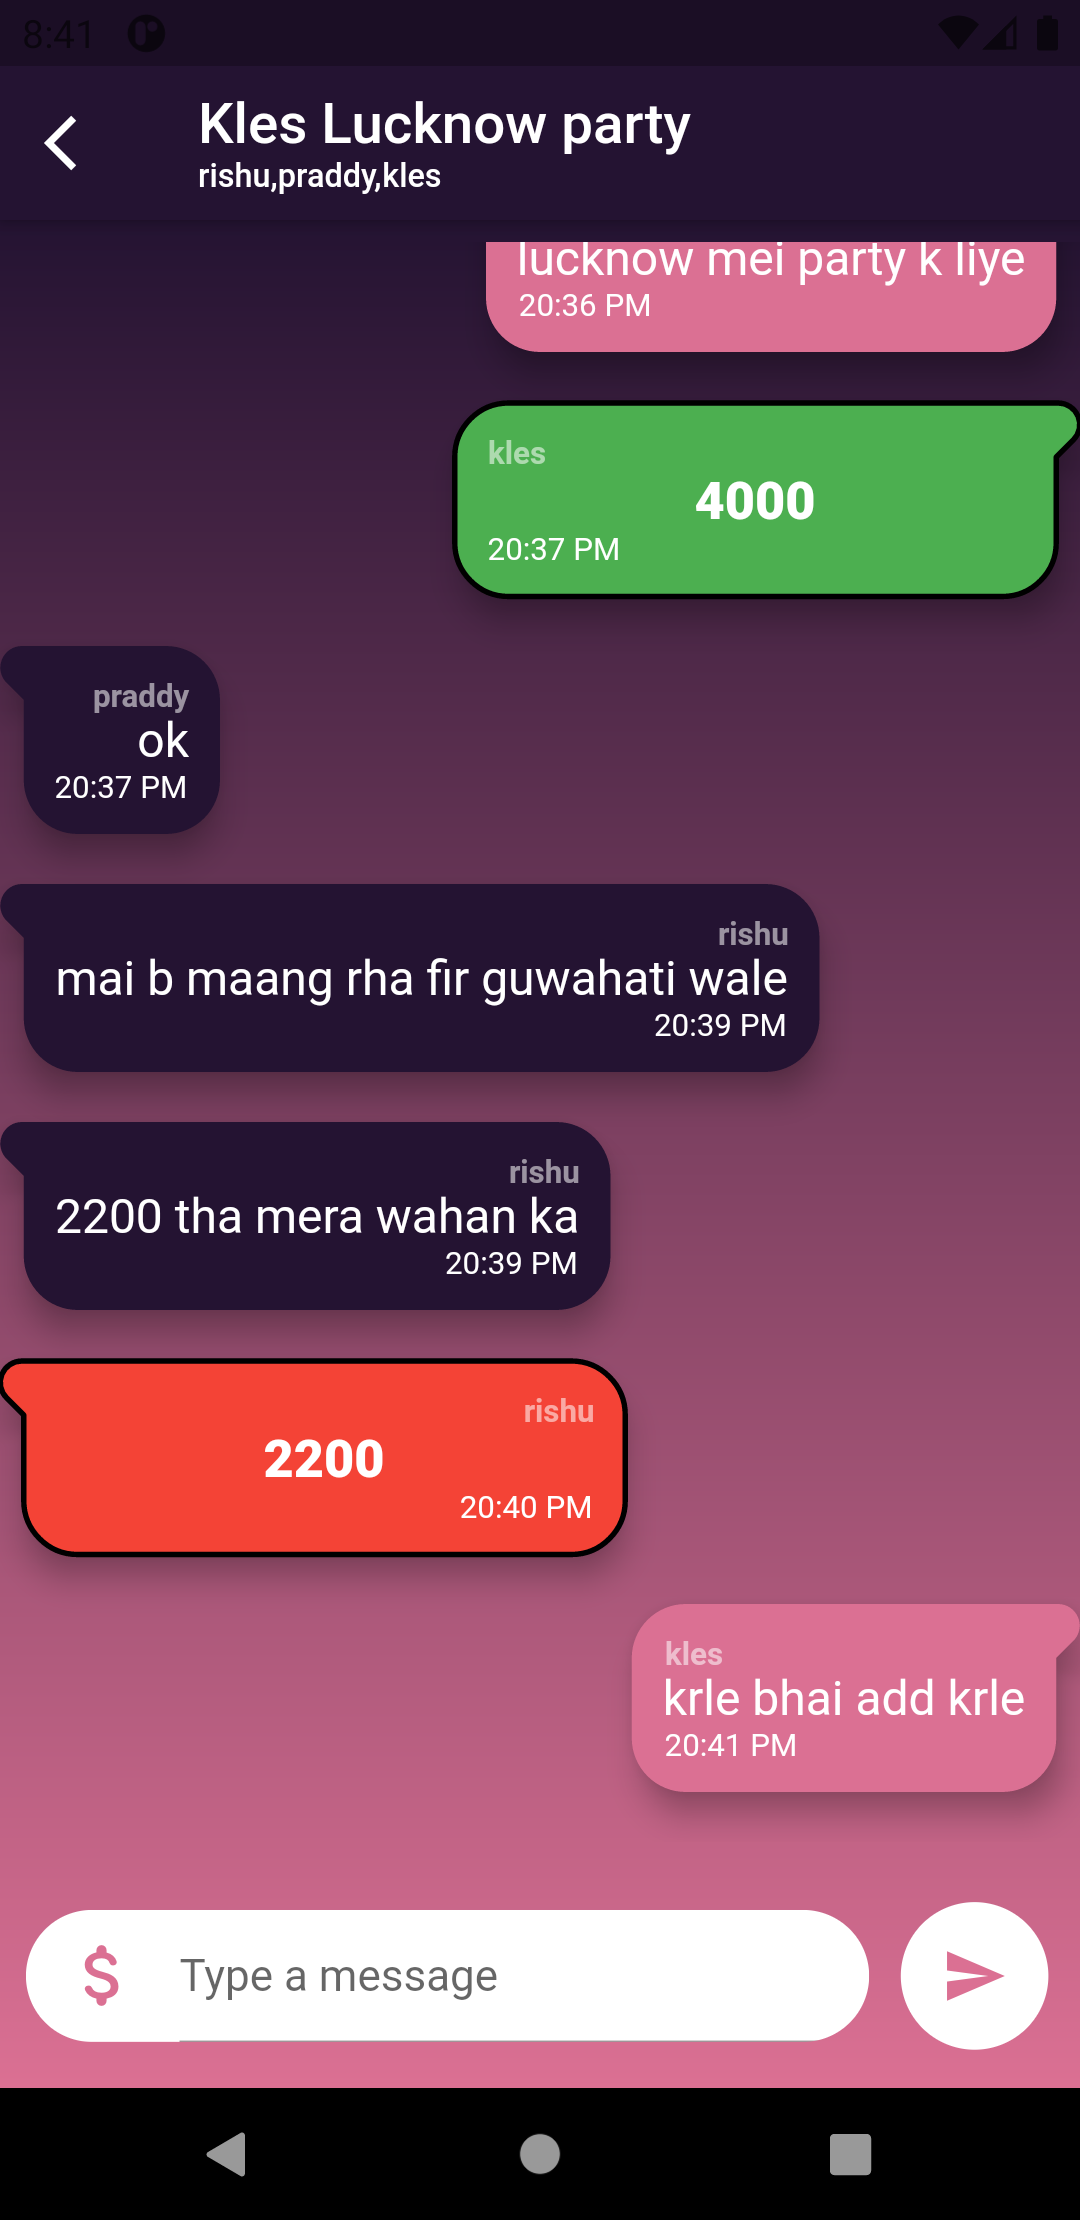 8:41
Kles Lucknow party
rishu,praddy,kles
lucknow mei party k liye
20:36 PM
kles
4000
20:37 PM
praddy
ok
20:37 PM
rishu
mai b maang rha fir guwahati wale
20:39 PM
rishu
2200 tha mera wahan ka
20:39 PM
rishu
2200
20:40 PM
kles
krle bhai add krle
20:41 PM
$ Type a message